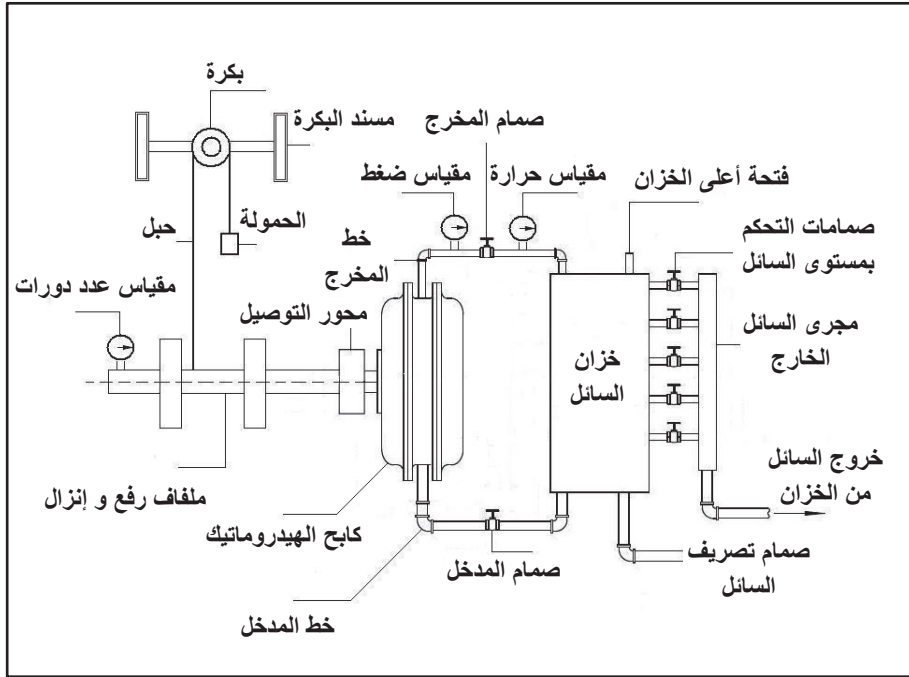 بكرة
مسند البكرة
صمام المخرج
مقياس ضغط
مقياس حرارة
فتحة أعلى الخزان
حبل
الحمولة
خط
المخرج
صمامات التحكم
بمستوى السائل
مقياس عدد دورات
محور التوصيل
مجرى السائل
الخارج
خزان
السائل
ملفاف رفع و إنزال
كابح الهيدروماتيك
خروج السائل
من الخزان
صمام المدخل
صمام تصريف
السائل
خط المدخل